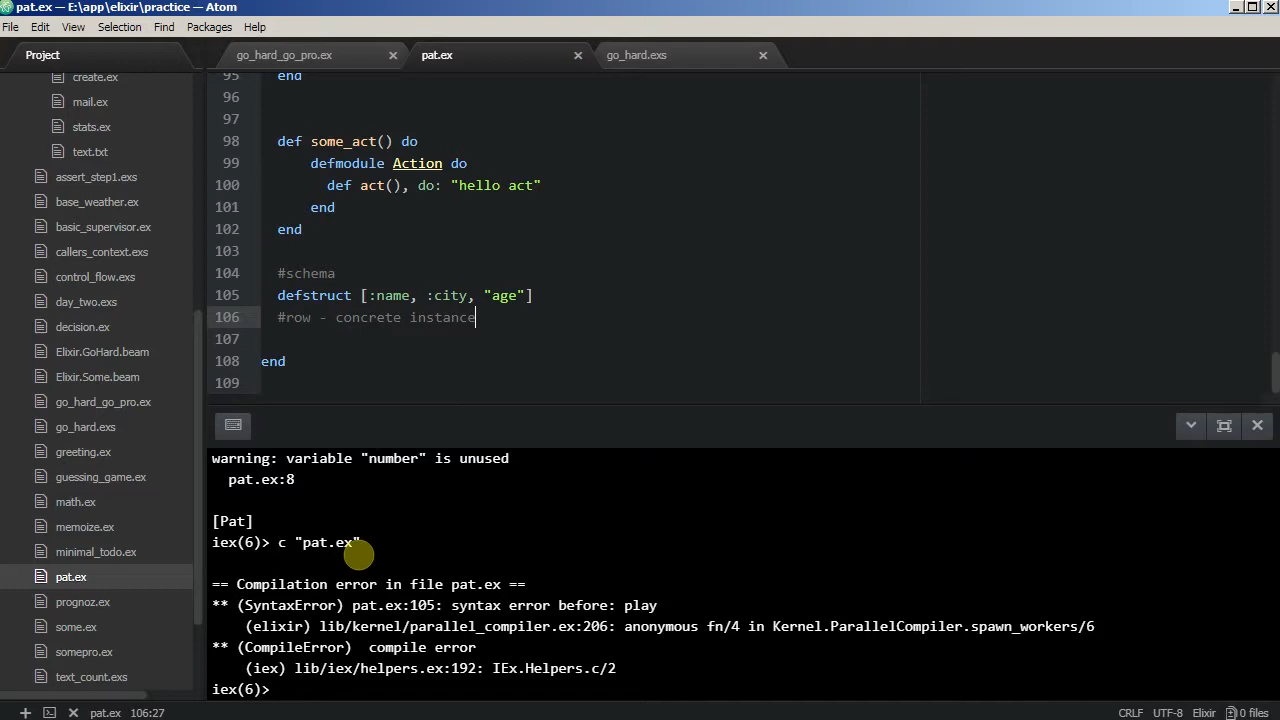 pat.ex — E:\app\elixir\practice — Atom
File Edit View Selection Find Packages Help
Project
go_hard_go_pro.ex
pat.ex
go_hard.exs
create.ex
mail.ex
stats.ex
text.txt
assert_step1.exs
base_weather.ex
basic_supervisor.ex
callers_context.exs
control_flow.exs
day_two.exs
decision.ex
Elixir.GoHard.beam
Elixir.Some.beam
go_hard_go_pro.ex
go_hard.exs
greeting.ex
guessing_game.ex
math.ex
memoize.ex
minimal_todo.ex
pat.ex
prognoz.ex
some.ex
somepro.ex
text_count.exs
95 end
96
97
98 def some_act() do
99 defmodule Action do
100 def act(), do: "hello act"
101 end
102 end
103
104 #schema
105 defstruct [:name, :city, "age"]
106 #row - concrete instance
107
108 end
109
warning: variable "number" is unused
pat.ex:8
[Pat]
iex(6)> c "pat.ex"
== Compilation error in file pat.ex ==
** (SyntaxError) pat.ex:105: syntax error before: play
(elixir) lib/kernel/parallel_compiler.ex:206: anonymous fn/4 in Kernel.ParallelCompiler.spawn_workers/6
** (CompileError)  compile error
(iex) lib/iex/helpers.ex:192: IEx.Helpers.c/2
iex(6)>
pat.ex 106:27
CRLF UTF-8 Elixir 0 files